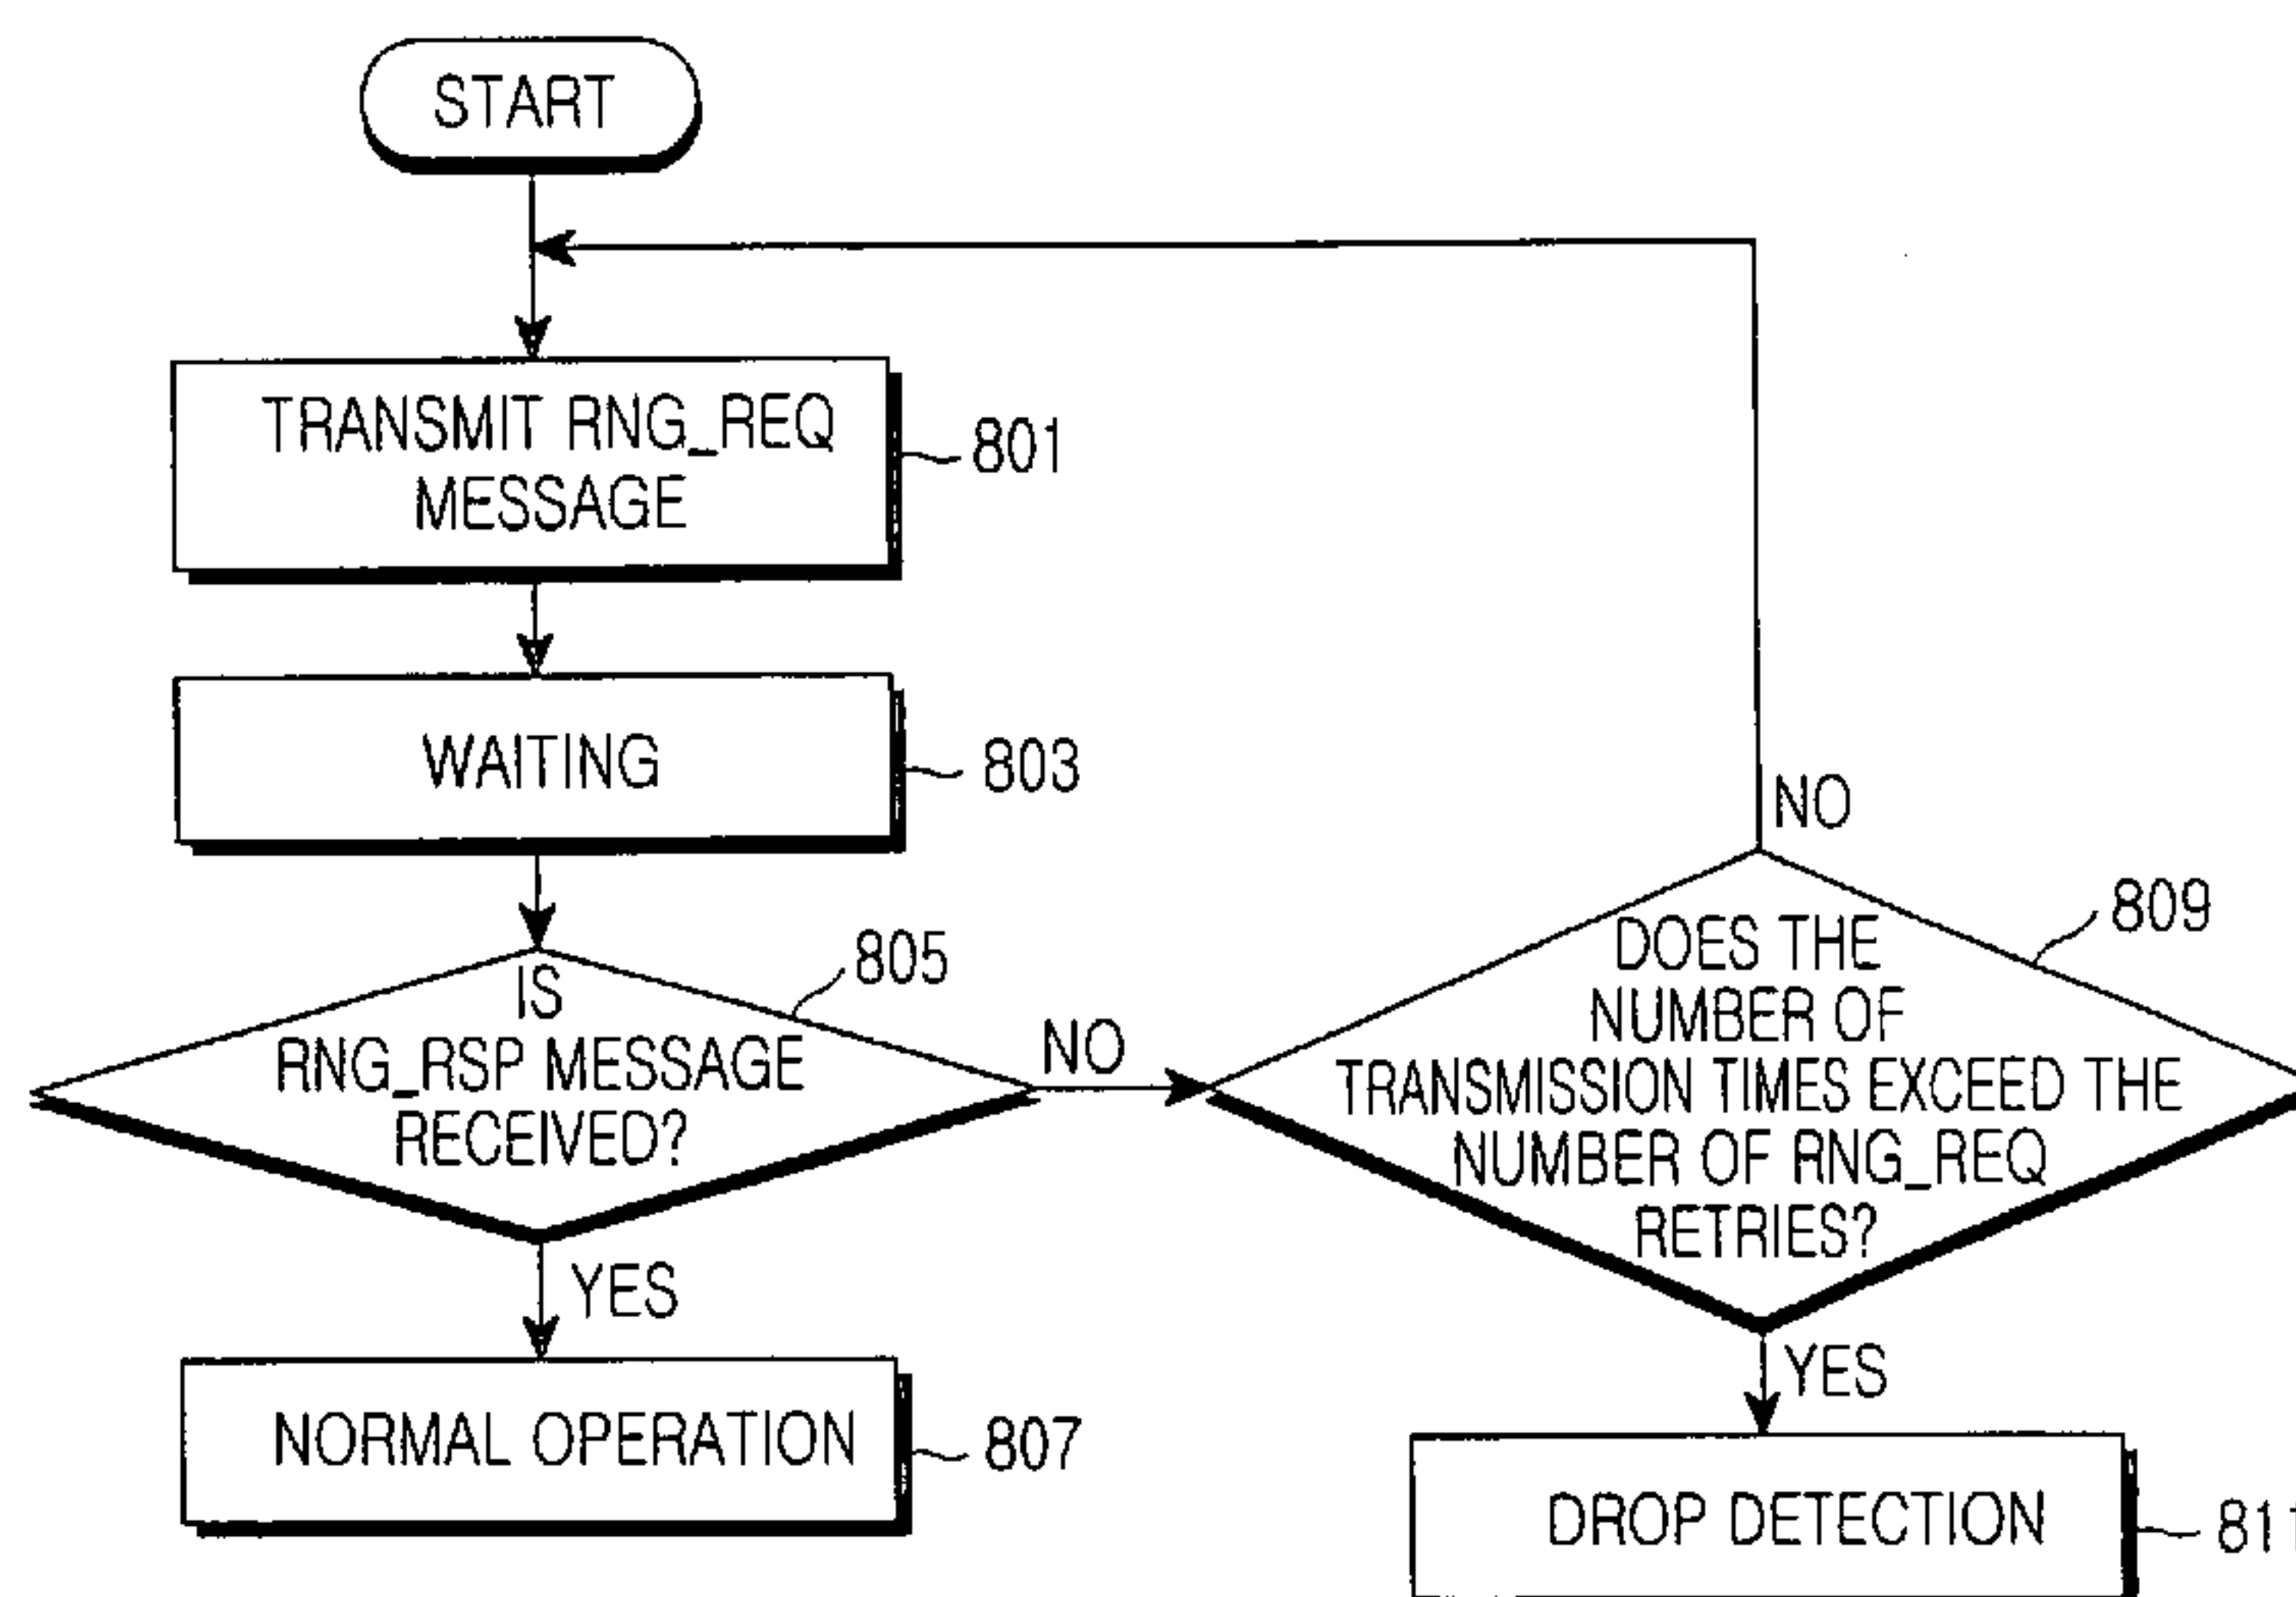 START
TRANSMIT RNG_REQ
MESSAGE
801
WAITING
803
IS
RNG_RSP MESSAGE
RECEIVED?
805
NO
YES
NORMAL OPERATION
807
NO
DOES THE
NUMBER OF
TRANSMISSION TIMES EXCEED THE
NUMBER OF RNG_REQ
RETRIES?
809
YES
DROP DETECTION
811